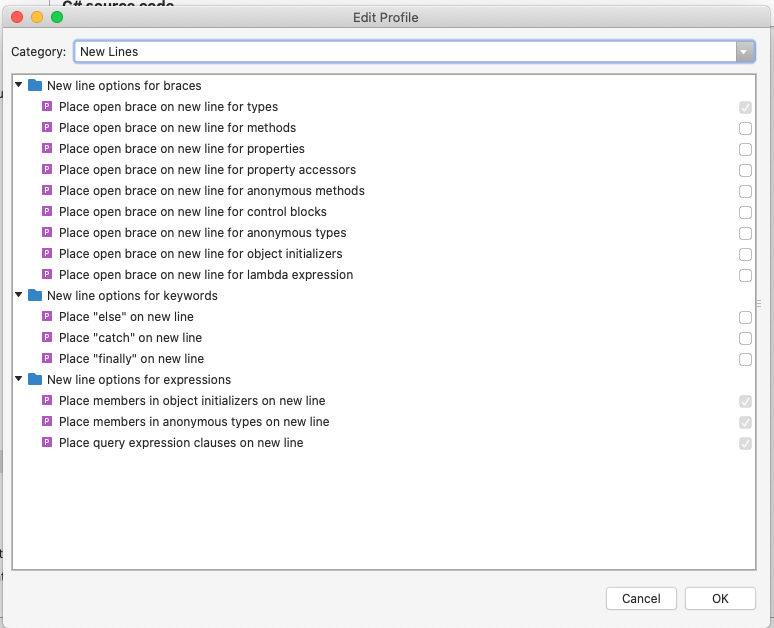 C# source code
Edit Profile
Category: New Lines
New line options for braces
P Place open brace on new line for types
P Place open brace on new line for methods
P Place open brace on new line for properties
P Place open brace on new line for property accessors
P Place open brace on new line for anonymous methods
P Place open brace on new line for control blocks
P Place open brace on new line for anonymous types
P Place open brace on new line for object initializers
P Place open brace on new line for lambda expression
New line options for keywords
P Place "else" on new line
P Place "catch" on new line
P Place "finally" on new line
New line options for expressions
P Place members in object initializers on new line
P Place members in anonymous types on new line
P Place query expression clauses on new line
Cancel OK